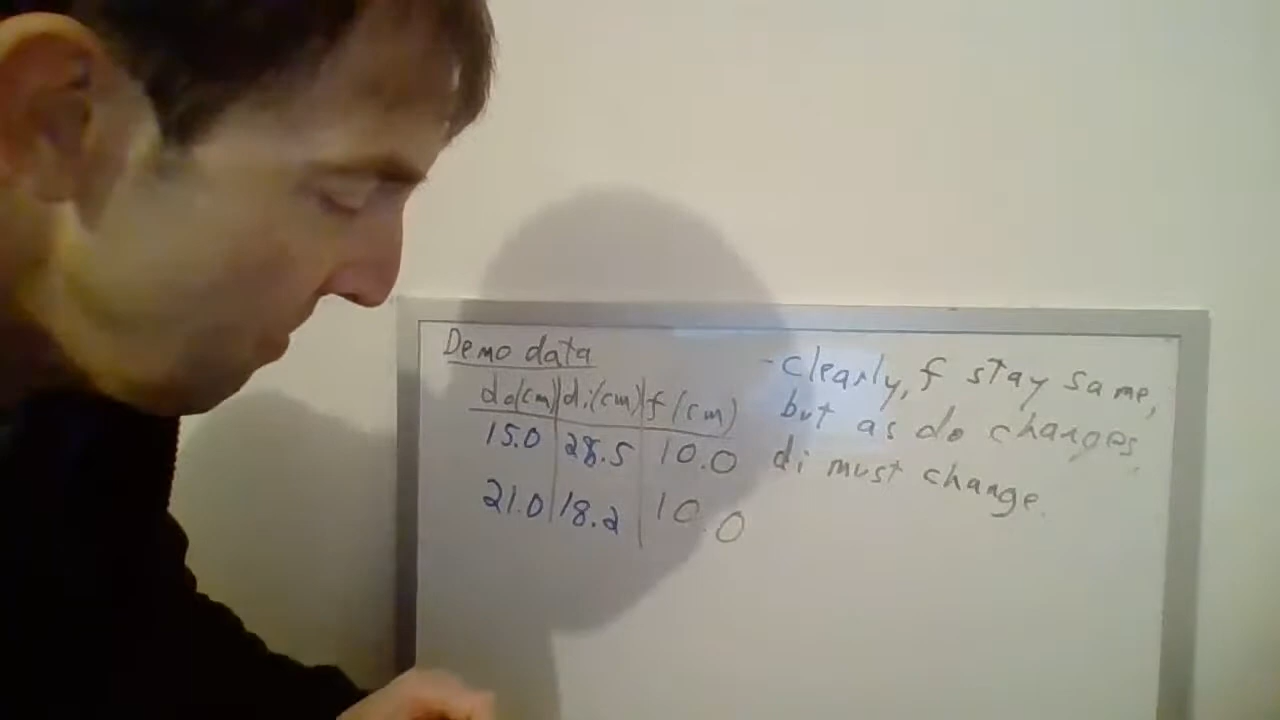 Demo data
do(cm) di(cm) f(cm)
15.0 28.5 10.0
21.0 18.2 10.0
- clearly, f stay same,
but as do changes
di must change.